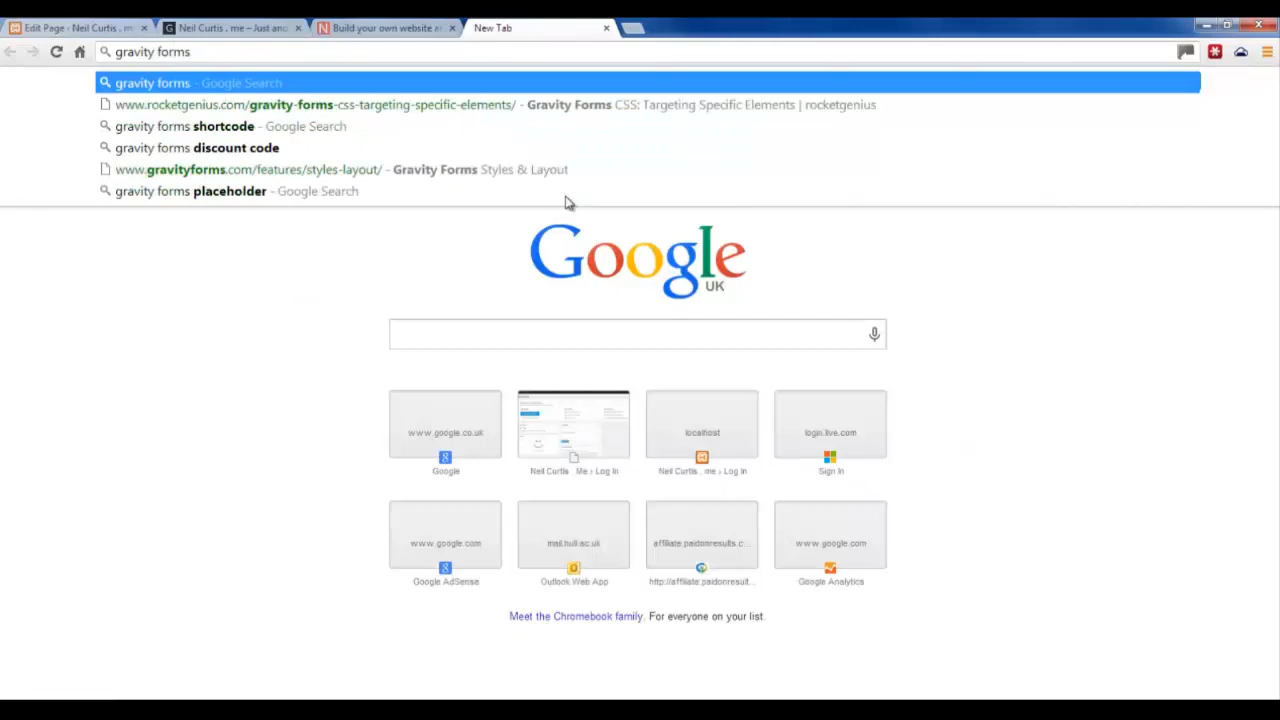 Edit Page ‹ Neil Curtis . m
Neil Curtis . me – Just ano
Build your own website a
New Tab
gravity forms
gravity forms - Google Search
www.rocketgenius.com/gravity-forms-css-targeting-specific-elements/ - Gravity Forms CSS: Targeting Specific Elements | rocketgenius
gravity forms shortcode - Google Search
gravity forms discount code
www.gravityforms.com/features/styles-layout/ - Gravity Forms Styles & Layout
gravity forms placeholder - Google Search
Google
UK
www.google.co.uk
localhost
login.live.com
Google
Neil Curtis . Me › Log In
Neil Curtis . me › Log In
Sign In
www.google.com
mail.hull.ac.uk
affiliate.paidonresults.c...
www.google.com
Google AdSense
Outlook Web App
http://affiliate.paidonresult...
Google Analytics
Meet the Chromebook family. For everyone on your list.